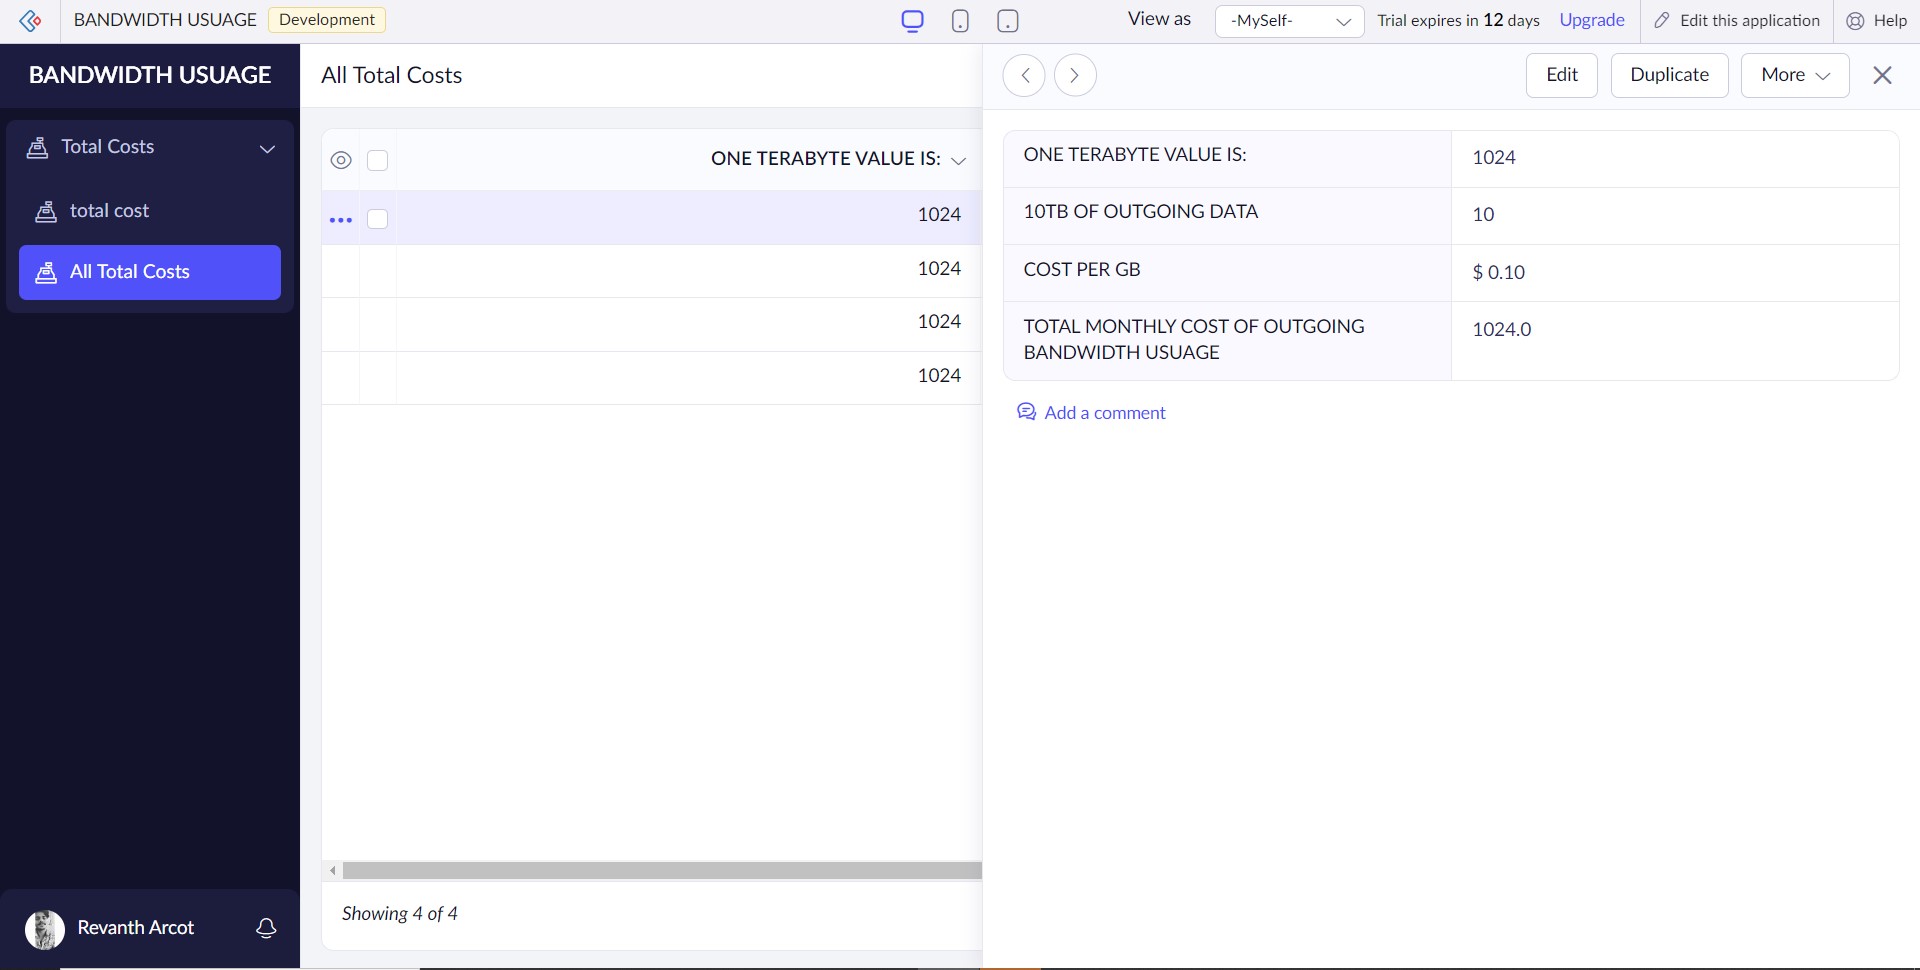 BANDWIDTH USUAGE Development View as -MySelf- Trial expires in 12 days Upgrade Edit this application Help
BANDWIDTH USUAGE
Total Costs
total cost
All Total Costs
Revanth Arcot
All Total Costs
ONE TERABYTE VALUE IS:
1024
1024
1024
1024
Showing 4 of 4
Edit Duplicate More
ONE TERABYTE VALUE IS: 1024
10TB OF OUTGOING DATA 10
COST PER GB $ 0.10
TOTAL MONTHLY COST OF OUTGOING 1024.0
BANDWIDTH USUAGE
Add a comment